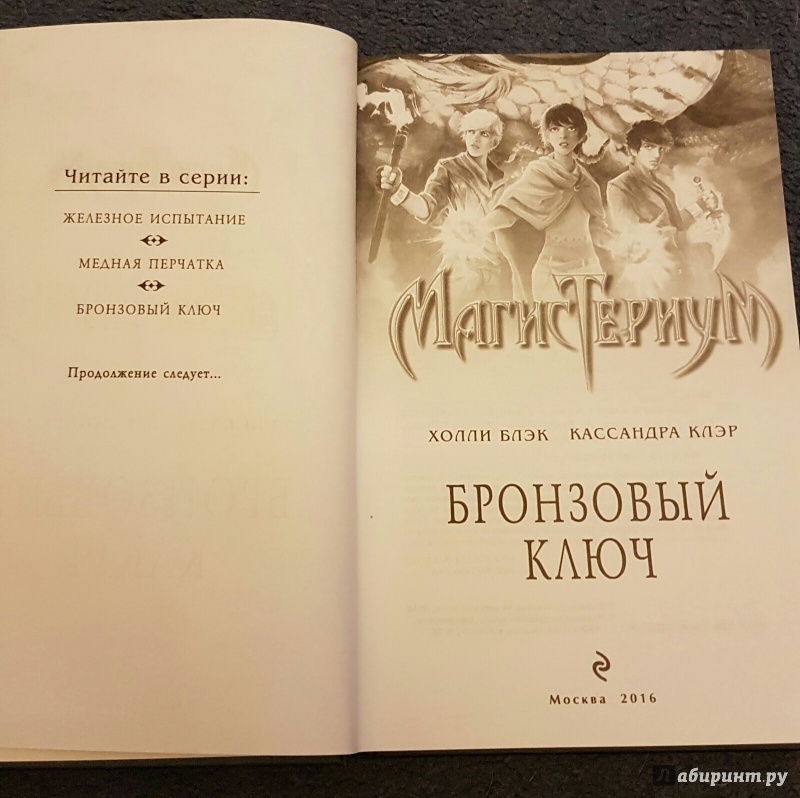 Читайте в серии:
ЖЕЛЕЗНОЕ ИСПЫТАНИЕ
МЕДНАЯ ПЕРЧАТКА
БРОНЗОВЫЙ КЛЮЧ
Продолжение следует...
МАГИСТЕРИУМ
ХОЛЛИ БЛЭК КАССАНДРА КЛЭР
БРОНЗОВЫЙ
КЛЮЧ
Москва 2016
Лабиринт.ру